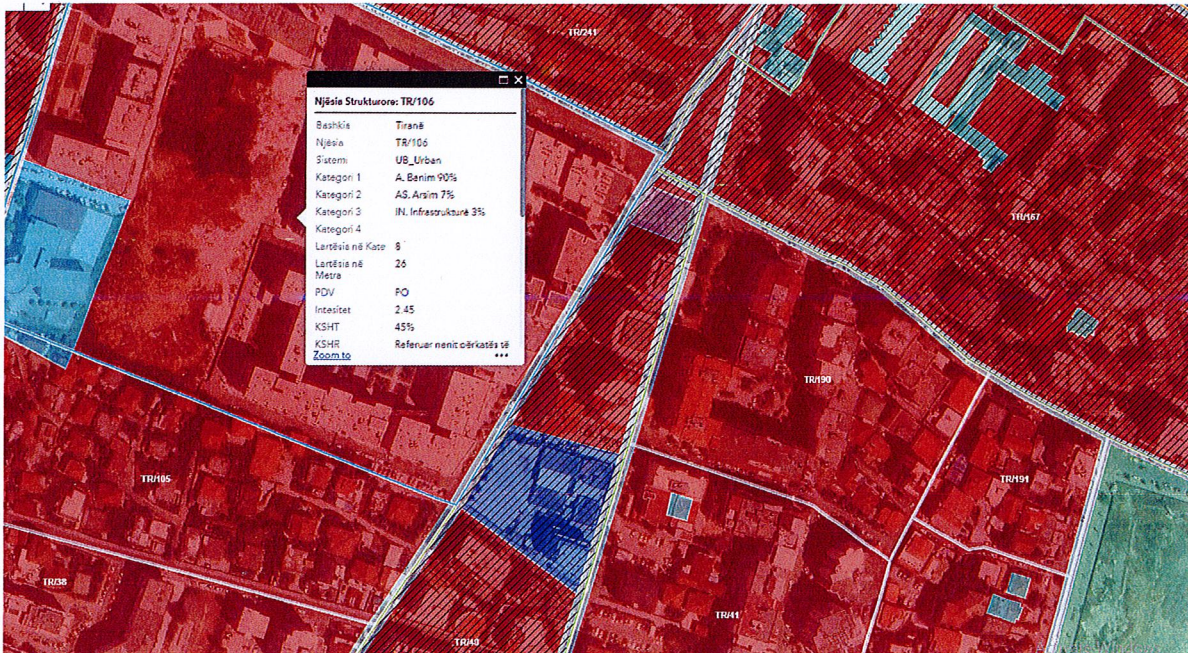 TR/241
Njësia Strukturore: TR/106
Bashkia Tiranë
Njësia TR/106
Sistemi UB_Urban
Kategori 1 A. Banim 90%
Kategori 2 AS. Arsim 7%
Kategori 3 IN. Infrastrukturë 3%
Kategori 4
Lartësia në Kate 8
Lartësia në Metra 26
PDV PO
Intesitet 2.45
KSHT 45%
KSHR Referuar nenit përkatës të
Zoom to
TR/167
TR/190
TR/105
TR/191
TR/38
TR/41
TR/40